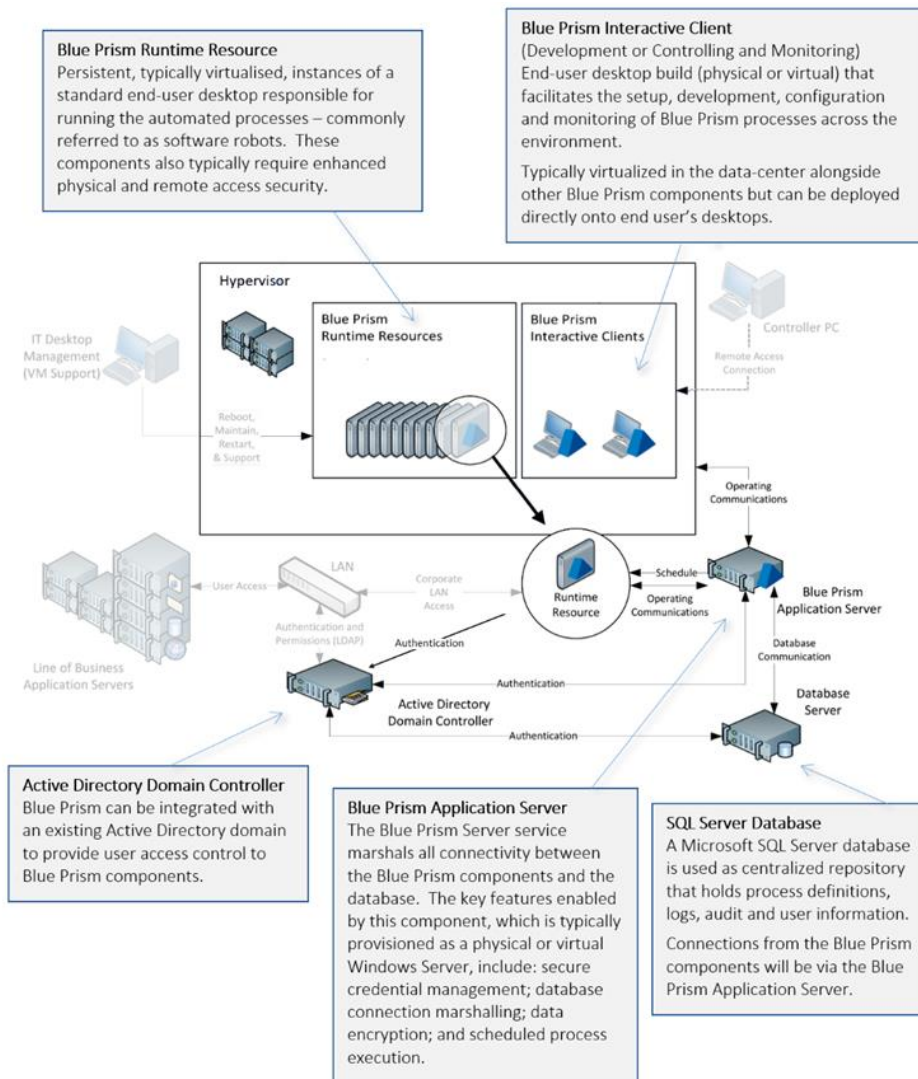 Blue Prism Runtime Resource
Persistent, typically virtualised, instances of a
standard end-user desktop responsible for
running the automated processes – commonly
referred to as software robots.  These
components also typically require enhanced
physical and remote access security.
Blue Prism Interactive Client
(Development or Controlling and Monitoring)
End-user desktop build (physical or virtual) that
facilitates the setup, development, configuration
and monitoring of Blue Prism processes across the
environment.
Typically virtualized in the data-center alongside
other Blue Prism components but can be deployed
directly onto end user's desktops.
Hypervisor
Blue Prism
Runtime Resources
Blue Prism
Interactive Clients
Controller PC
Remote Access
Connection
IT Desktop
Management
(VM Support)
Reboot,
Maintain,
Restart,
& Support
Operating
Communications
LAN
User Access
Corporate
LAN
Access
Runtime
Resource
Schedule
Operating
Communications
Blue Prism
Application Server
Authentication and
Permissions (LDAP)
Authentication
Line of Business
Application Servers
Database
Communication
Authentication
Active Directory
Domain Controller
Database
Server
Authentication
Active Directory Domain Controller
Blue Prism can be integrated with
an existing Active Directory domain
to provide user access control to
Blue Prism components.
Blue Prism Application Server
The Blue Prism Server service
marshals all connectivity between
the Blue Prism components and the
database.  The key features enabled
by this component, which is typically
provisioned as a physical or virtual
Windows Server, include: secure
credential management; database
connection marshalling; data
encryption; and scheduled process
execution.
SQL Server Database
A Microsoft SQL Server database
is used as centralized repository
that holds process definitions,
logs, audit and user information.
Connections from the Blue Prism
components will be via the Blue
Prism Application Server.